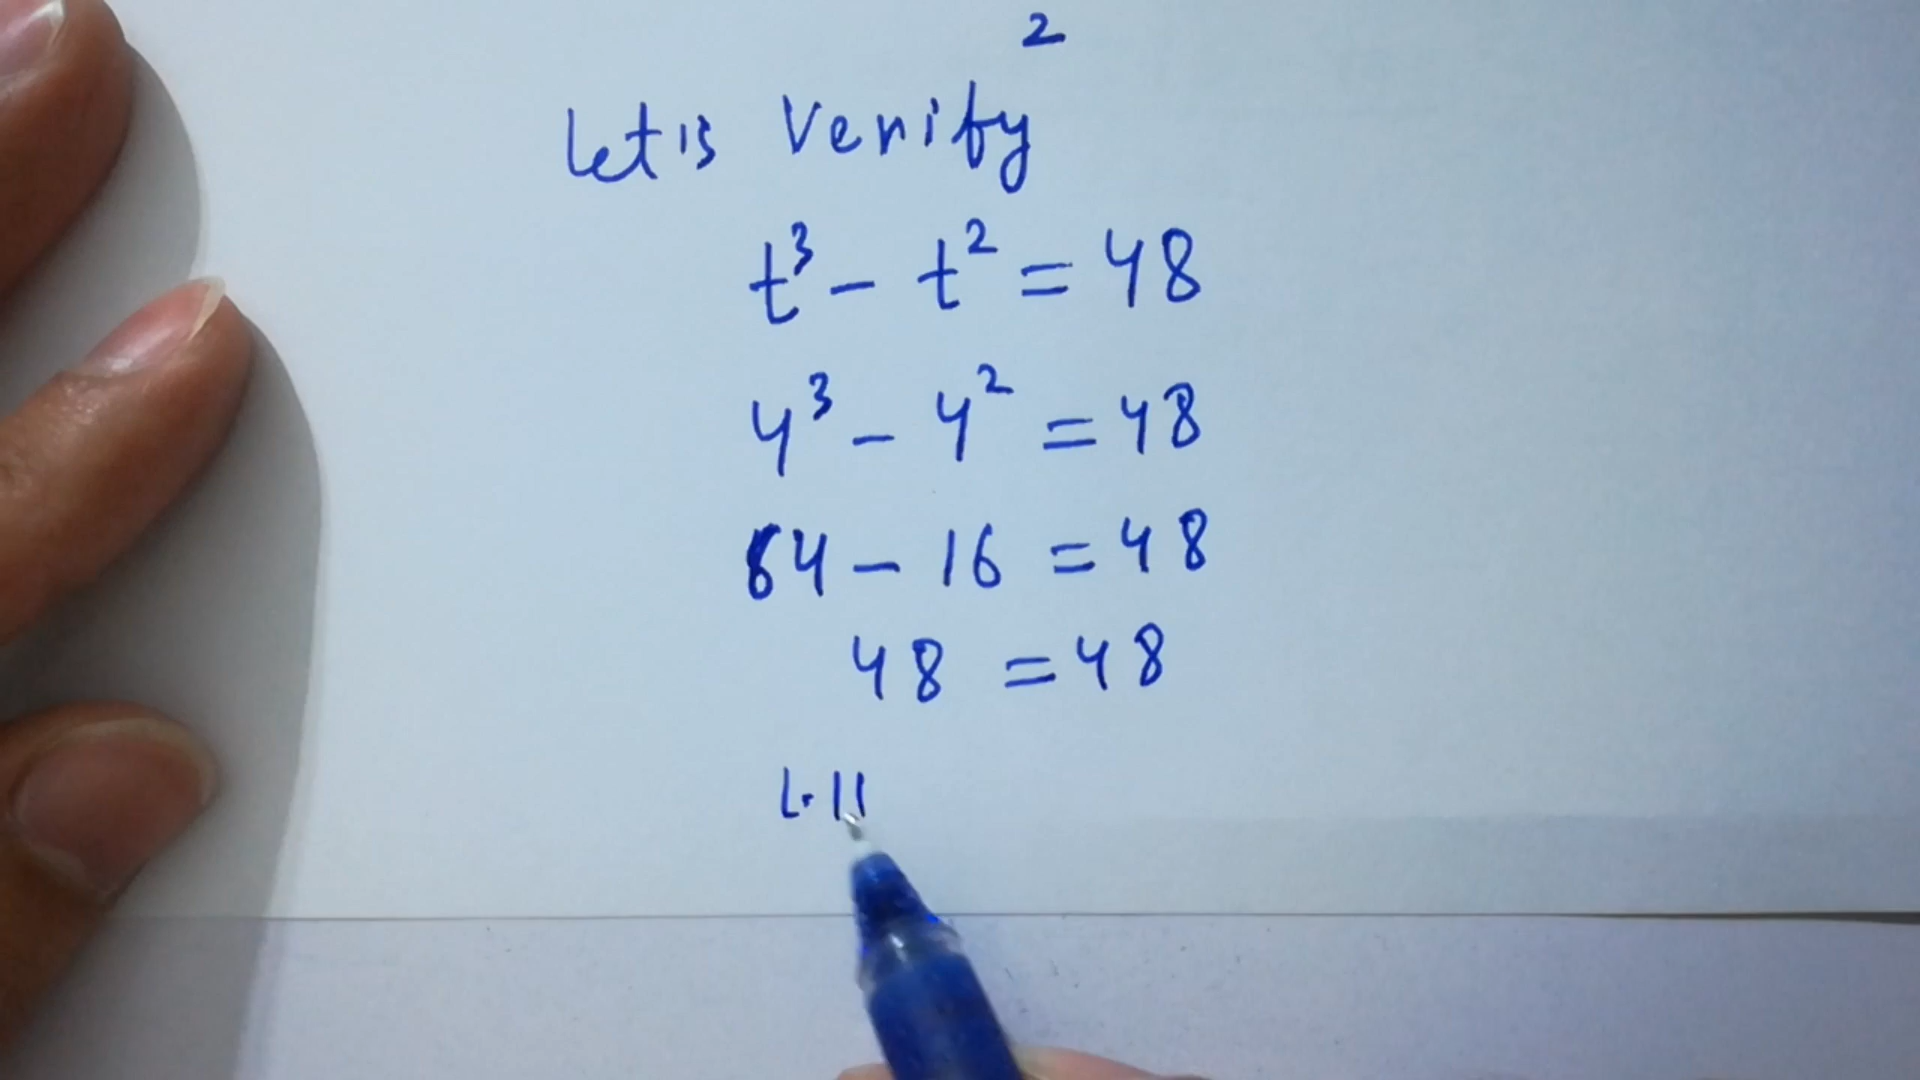 2
Let's Verify
t³ - t² = 48
4³ - 4² = 48
64 - 16 = 48
48 = 48
L.H